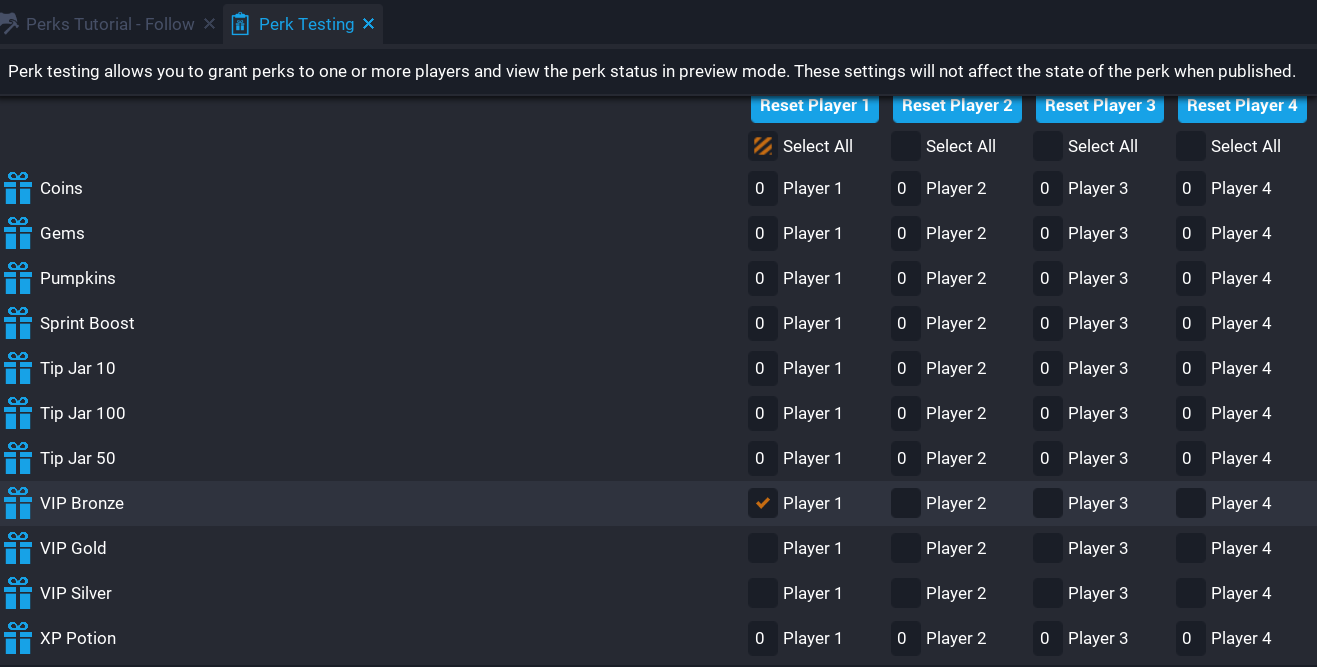 Perks Tutorial - Follow Perk Testing
Perk testing allows you to grant perks to one or more players and view the perk status in preview mode. These settings will not affect the state of the perk when published.
Reset Player 1 Reset Player 2 Reset Player 3 Reset Player 4
Select All Select All Select All Select All
Coins 0 Player 1 0 Player 2 0 Player 3 0 Player 4
Gems 0 Player 1 0 Player 2 0 Player 3 0 Player 4
Pumpkins 0 Player 1 0 Player 2 0 Player 3 0 Player 4
Sprint Boost 0 Player 1 0 Player 2 0 Player 3 0 Player 4
Tip Jar 10 0 Player 1 0 Player 2 0 Player 3 0 Player 4
Tip Jar 100 0 Player 1 0 Player 2 0 Player 3 0 Player 4
Tip Jar 50 0 Player 1 0 Player 2 0 Player 3 0 Player 4
VIP Bronze Player 1 Player 2 Player 3 Player 4
VIP Gold Player 1 Player 2 Player 3 Player 4
VIP Silver Player 1 Player 2 Player 3 Player 4
XP Potion 0 Player 1 0 Player 2 0 Player 3 0 Player 4